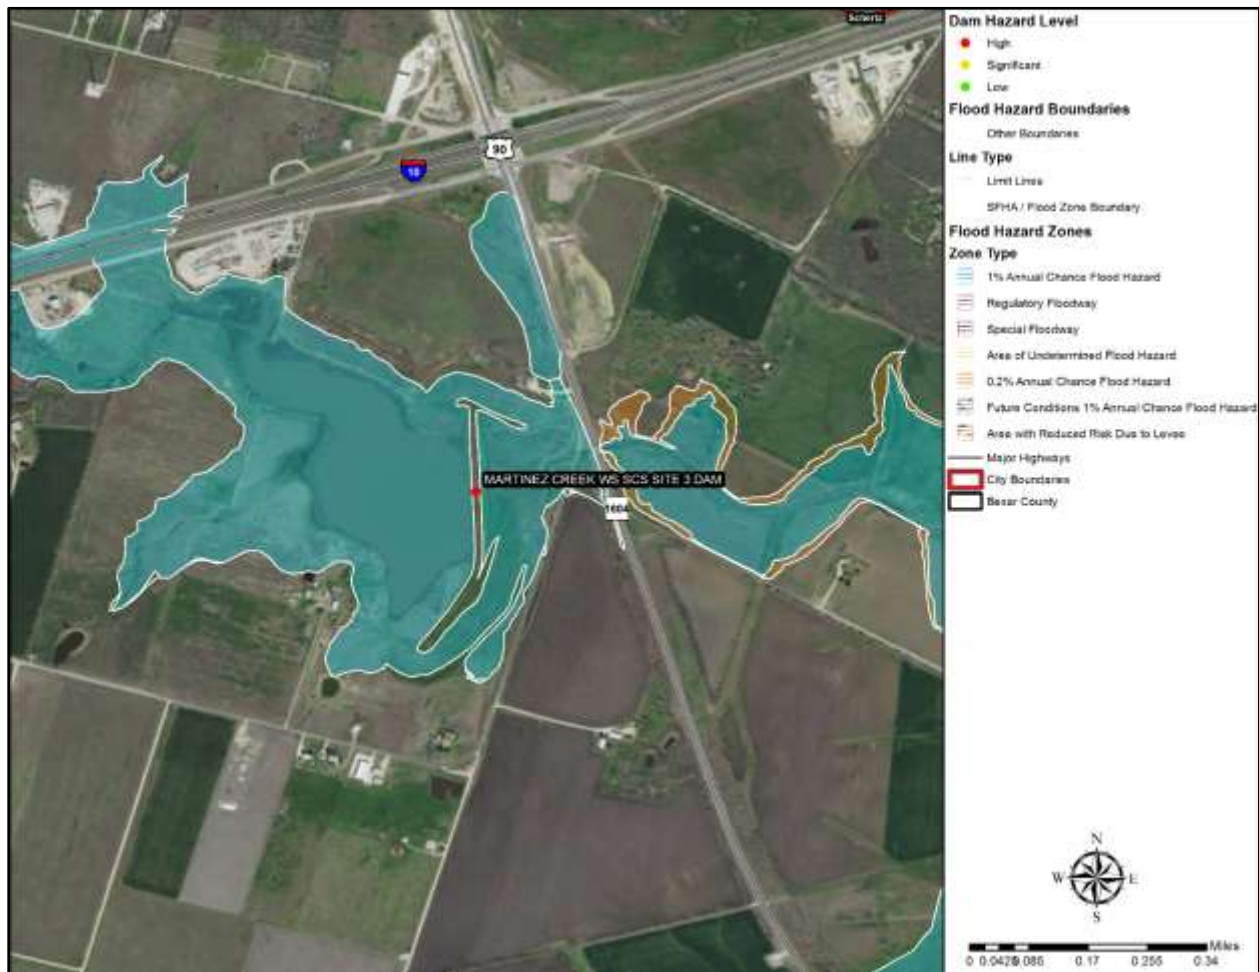 Schertz
90
10
MARTINEZ CREEK WS SCS SITE 3 DAM
1604
Dam Hazard Level
High
Significant
Low
Flood Hazard Boundaries
Other Boundaries
Line Type
Limit Lines
SFHA / Flood Zone Boundary
Flood Hazard Zones
Zone Type
1% Annual Chance Flood Hazard
Regulatory Floodway
Special Floodway
Area of Undetermined Flood Hazard
0.2% Annual Chance Flood Hazard
Future Conditions 1% Annual Chance Flood Hazard
Area with Reduced Risk Due to Levee
Major Highways
City Boundaries
Bexar County
N
W E
S
Miles
0 0.0425 0.085 0.17 0.255 0.34